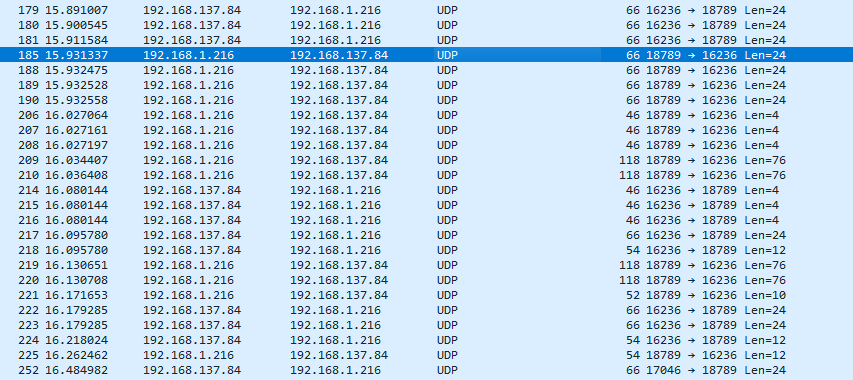 179 15.891007 192.168.137.84 192.168.1.216 UDP 66 16236 → 18789 Len=24
180 15.900545 192.168.137.84 192.168.1.216 UDP 66 16236 → 18789 Len=24
181 15.911584 192.168.137.84 192.168.1.216 UDP 66 16236 → 18789 Len=24
185 15.931337 192.168.1.216 192.168.137.84 UDP 66 18789 → 16236 Len=24
188 15.932475 192.168.1.216 192.168.137.84 UDP 66 18789 → 16236 Len=24
189 15.932528 192.168.1.216 192.168.137.84 UDP 66 18789 → 16236 Len=24
190 15.932558 192.168.1.216 192.168.137.84 UDP 66 18789 → 16236 Len=24
206 16.027064 192.168.1.216 192.168.137.84 UDP 46 18789 → 16236 Len=4
207 16.027161 192.168.1.216 192.168.137.84 UDP 46 18789 → 16236 Len=4
208 16.027197 192.168.1.216 192.168.137.84 UDP 46 18789 → 16236 Len=4
209 16.034407 192.168.1.216 192.168.137.84 UDP 118 18789 → 16236 Len=76
210 16.036408 192.168.1.216 192.168.137.84 UDP 118 18789 → 16236 Len=76
214 16.080144 192.168.137.84 192.168.1.216 UDP 46 16236 → 18789 Len=4
215 16.080144 192.168.137.84 192.168.1.216 UDP 46 16236 → 18789 Len=4
216 16.080144 192.168.137.84 192.168.1.216 UDP 46 16236 → 18789 Len=4
217 16.095780 192.168.137.84 192.168.1.216 UDP 66 16236 → 18789 Len=24
218 16.095780 192.168.137.84 192.168.1.216 UDP 54 16236 → 18789 Len=12
219 16.130651 192.168.1.216 192.168.137.84 UDP 118 18789 → 16236 Len=76
220 16.130708 192.168.1.216 192.168.137.84 UDP 118 18789 → 16236 Len=76
221 16.171653 192.168.1.216 192.168.137.84 UDP 52 18789 → 16236 Len=10
222 16.179285 192.168.137.84 192.168.1.216 UDP 66 16236 → 18789 Len=24
223 16.179285 192.168.137.84 192.168.1.216 UDP 66 16236 → 18789 Len=24
224 16.218024 192.168.137.84 192.168.1.216 UDP 54 16236 → 18789 Len=12
225 16.262462 192.168.1.216 192.168.137.84 UDP 54 18789 → 16236 Len=12
252 16.484982 192.168.137.84 192.168.1.216 UDP 66 17046 → 18789 Len=24